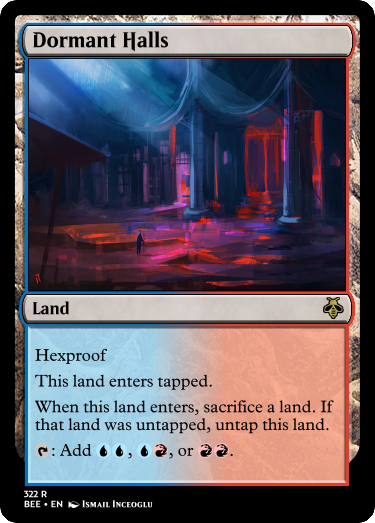 Dormant Halls
Land
Hexproof
This land enters tapped.
When this land enters, sacrifice a land. If
that land was untapped, untap this land.
: Add , , or .
322 R
BEE • EN Ismail Inceoglu